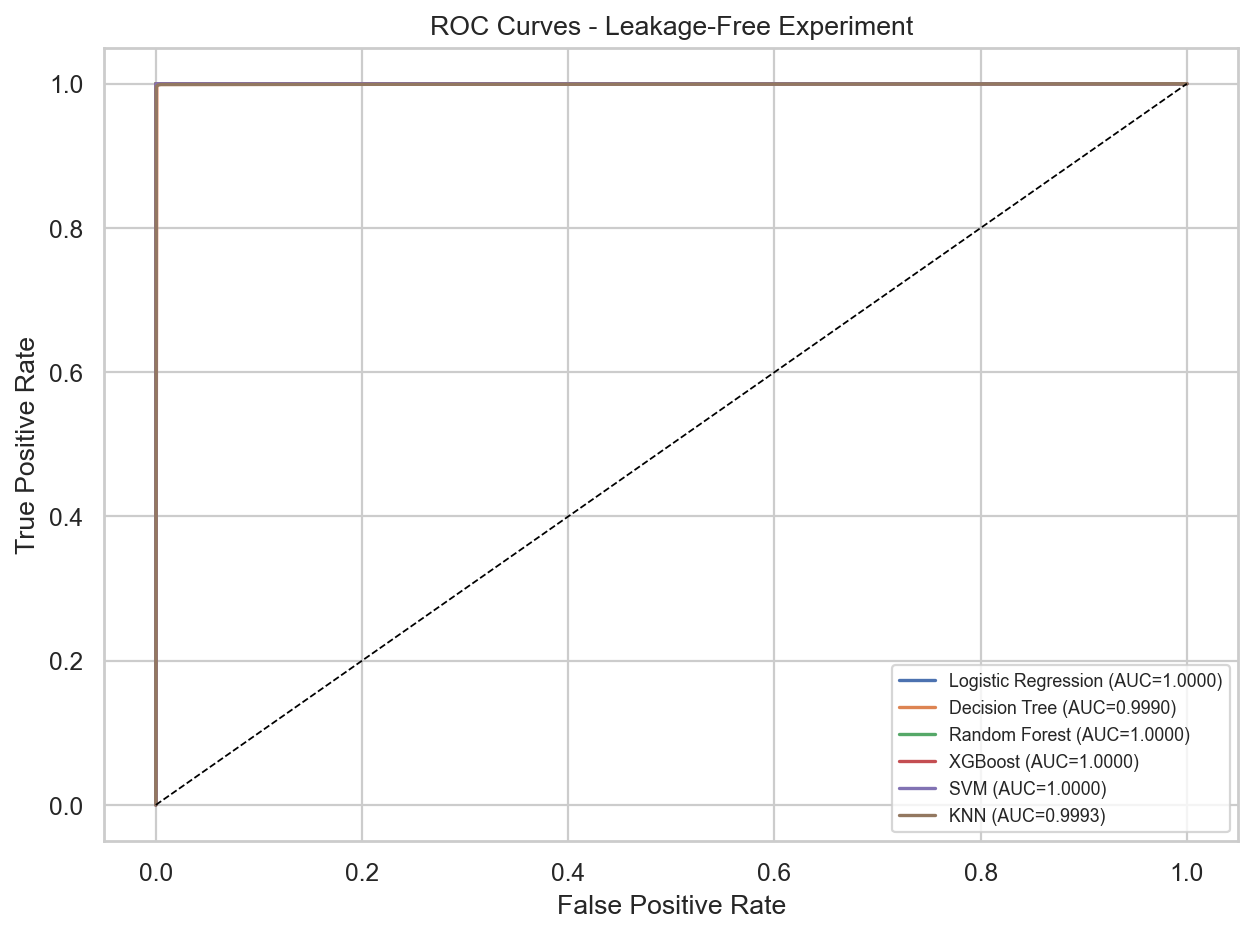 ROC Curves - Leakage-Free Experiment
True Positive Rate
1.0
0.8
0.6
0.4
0.2
0.0
0.0 0.2 0.4 0.6 0.8 1.0
False Positive Rate
Logistic Regression (AUC=1.0000)
Decision Tree (AUC=0.9990)
Random Forest (AUC=1.0000)
XGBoost (AUC=1.0000)
SVM (AUC=1.0000)
KNN (AUC=0.9993)